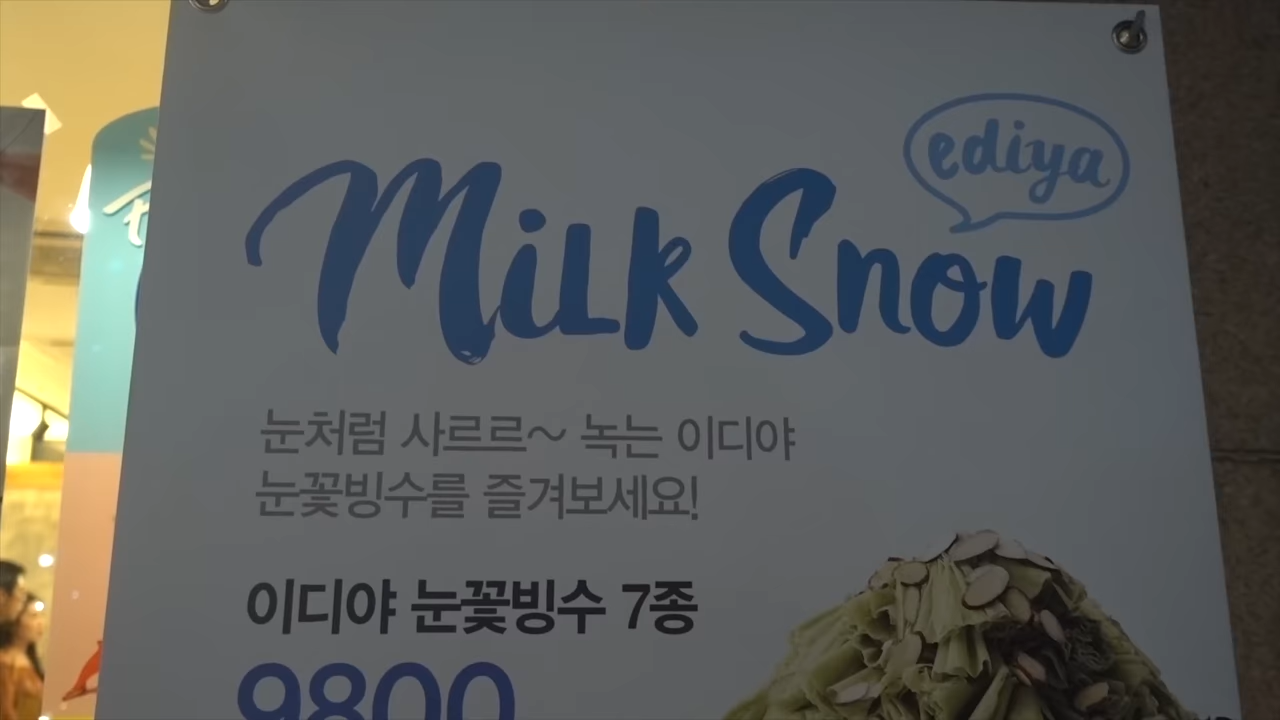 ediya
Milk Snow
눈처럼 사르르~ 녹는 이디야
눈꽃빙수를 즐겨보세요!
이디야 눈꽃빙수 7종
9800